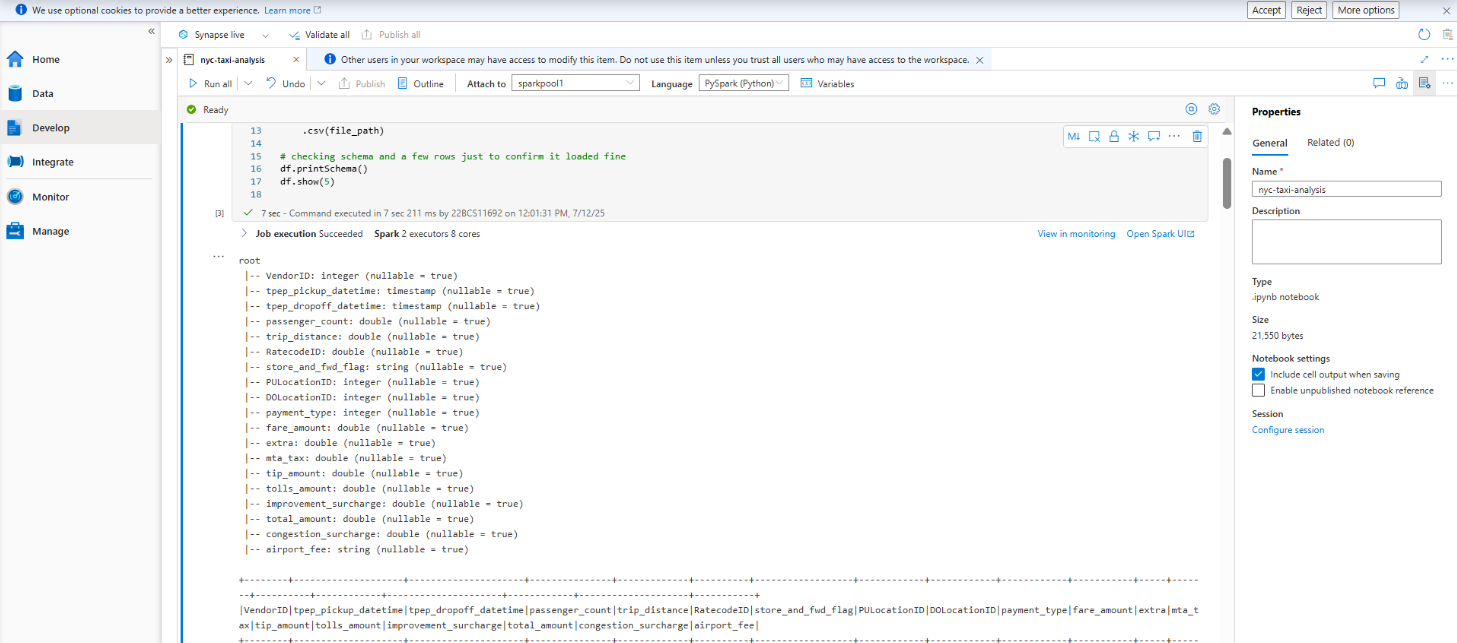 We use optional cookies to provide a better experience. Learn more
Accept Reject More options
Synapse live Validate all Publish all
Home
Data
Develop
Integrate
Monitor
Manage
nyc-taxi-analysis
Other users in your workspace may have access to modify this item. Do not use this item unless you trust all users who may have access to the workspace.
Run all Undo Publish Outline Attach to sparkpool1 Language PySpark (Python) Variables
Ready
13 .csv(file_path)
14
15 # checking schema and a few rows just to confirm it loaded fine
16 df.printSchema()
17 df.show(5)
18
M↓
[3] 7 sec - Command executed in 7 sec 211 ms by 22BCS11692 on 12:01:31 PM, 7/12/25
Job execution Succeeded Spark 2 executors 8 cores View in monitoring Open Spark UI
root
|-- VendorID: integer (nullable = true)
|-- tpep_pickup_datetime: timestamp (nullable = true)
|-- tpep_dropoff_datetime: timestamp (nullable = true)
|-- passenger_count: double (nullable = true)
|-- trip_distance: double (nullable = true)
|-- RatecodeID: double (nullable = true)
|-- store_and_fwd_flag: string (nullable = true)
|-- PULocationID: integer (nullable = true)
|-- DOLocationID: integer (nullable = true)
|-- payment_type: integer (nullable = true)
|-- fare_amount: double (nullable = true)
|-- extra: double (nullable = true)
|-- mta_tax: double (nullable = true)
|-- tip_amount: double (nullable = true)
|-- tolls_amount: double (nullable = true)
|-- improvement_surcharge: double (nullable = true)
|-- total_amount: double (nullable = true)
|-- congestion_surcharge: double (nullable = true)
|-- airport_fee: string (nullable = true)
+--------+--------------------+---------------------+---------------+-------------+----------+------------------+------------+------------+------------+-----------+-----+-----
--+----------+------------+---------------------+------------+--------------------+-----------+
|VendorID|tpep_pickup_datetime|tpep_dropoff_datetime|passenger_count|trip_distance|RatecodeID|store_and_fwd_flag|PULocationID|DOLocationID|payment_type|fare_amount|extra|mta_t
ax|tip_amount|tolls_amount|improvement_surcharge|total_amount|congestion_surcharge|airport_fee|
+--------+--------------------+---------------------+---------------+-------------+----------+------------------+------------+------------+------------+-----------+-----+-----
Properties
General Related (0)
Name *
nyc-taxi-analysis
Description
Type
.ipynb notebook
Size
21,550 bytes
Notebook settings
Include cell output when saving
Enable unpublished notebook reference
Session
Configure session